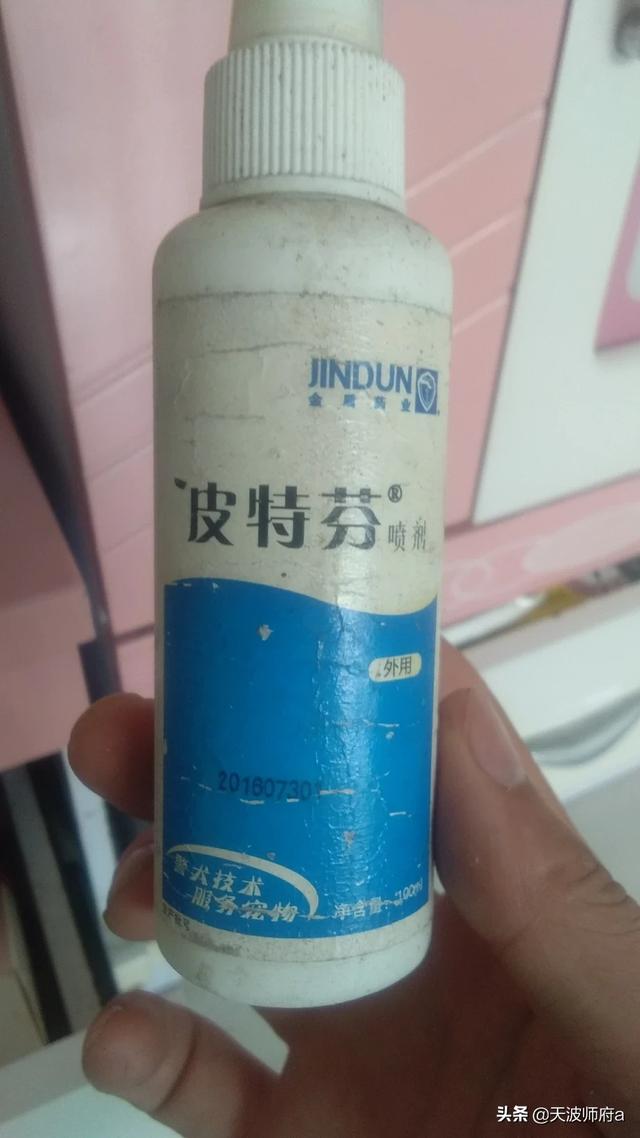 JINDUN
金盾药业
皮特芬® 喷剂
外用
20160730
警犬技术
服务宠物
净含量:100ml
头条 @天波师府a